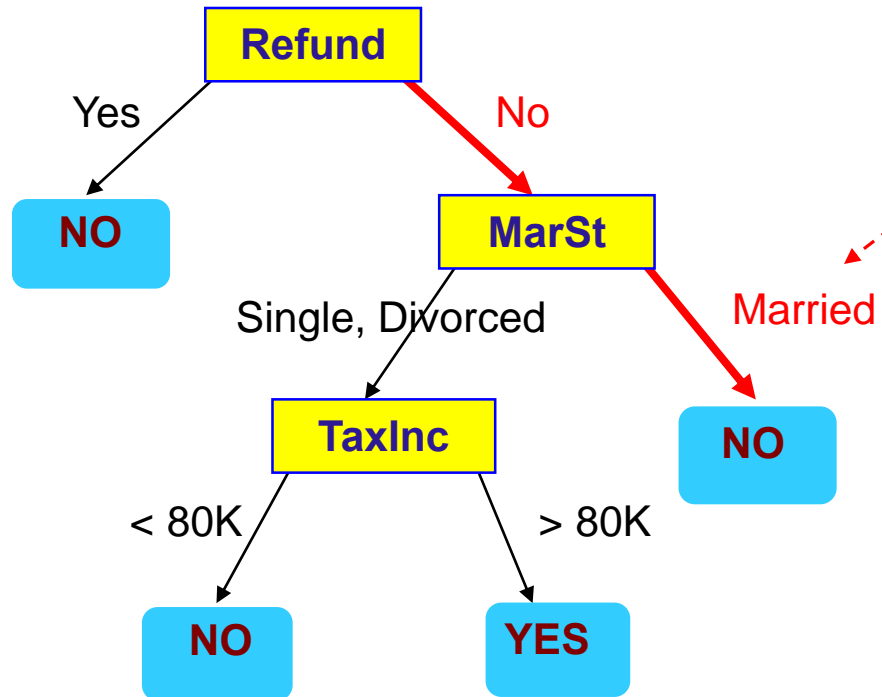 Refund
Yes
No
NO
MarSt
Single, Divorced
Married
TaxInc
NO
< 80K
> 80K
NO
YES